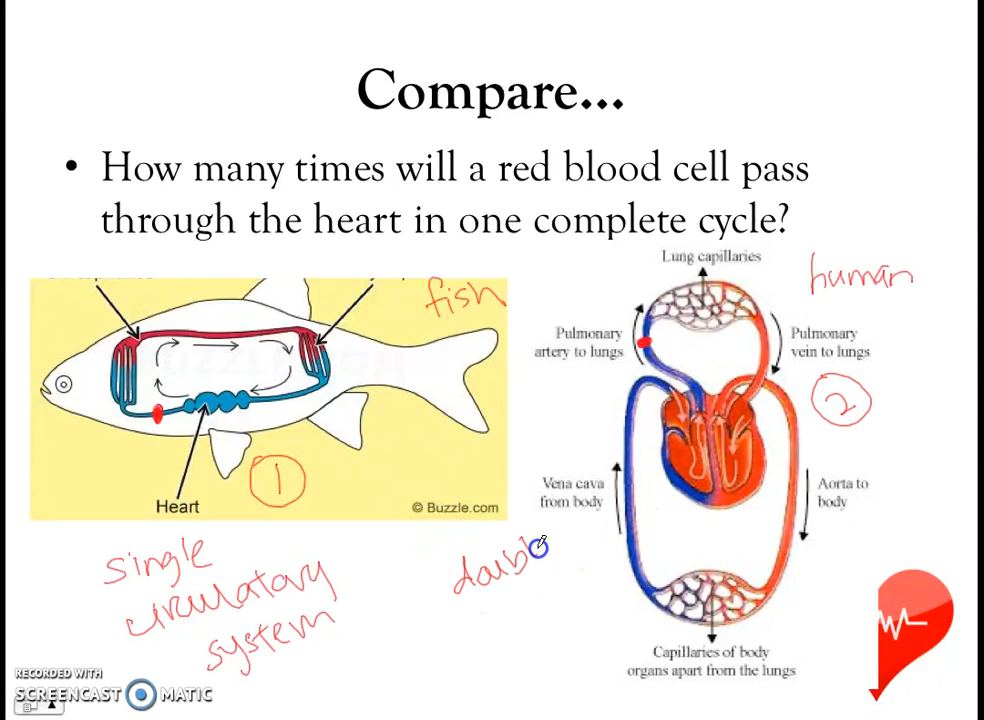 Compare...
• How many times will a red blood cell pass
through the heart in one complete cycle?
fish
Heart
© Buzzle.com
1
single
circulatory
system
doubl
human
Lung capillaries
Pulmonary
artery to lungs
Pulmonary
vein to lungs
2
Vena cava
from body
Aorta to
body
Capillaries of body
organs apart from the lungs
RECORDED WITH
SCREENCAST MATIC